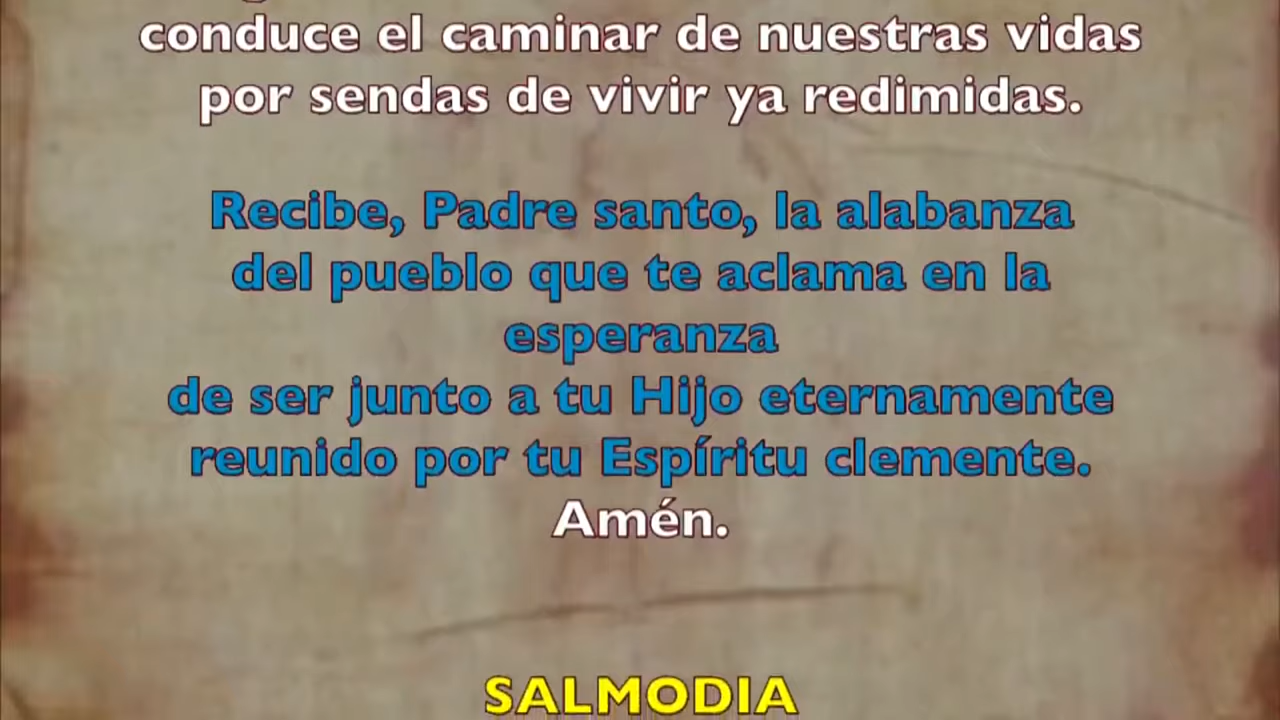 conduce el caminar de nuestras vidas
por sendas de vivir ya redimidas.
Recibe, Padre santo, la alabanza
del pueblo que te aclama en la
esperanza
de ser junto a tu Hijo eternamente
reunido por tu Espíritu clemente.
Amén.
SALMODIA